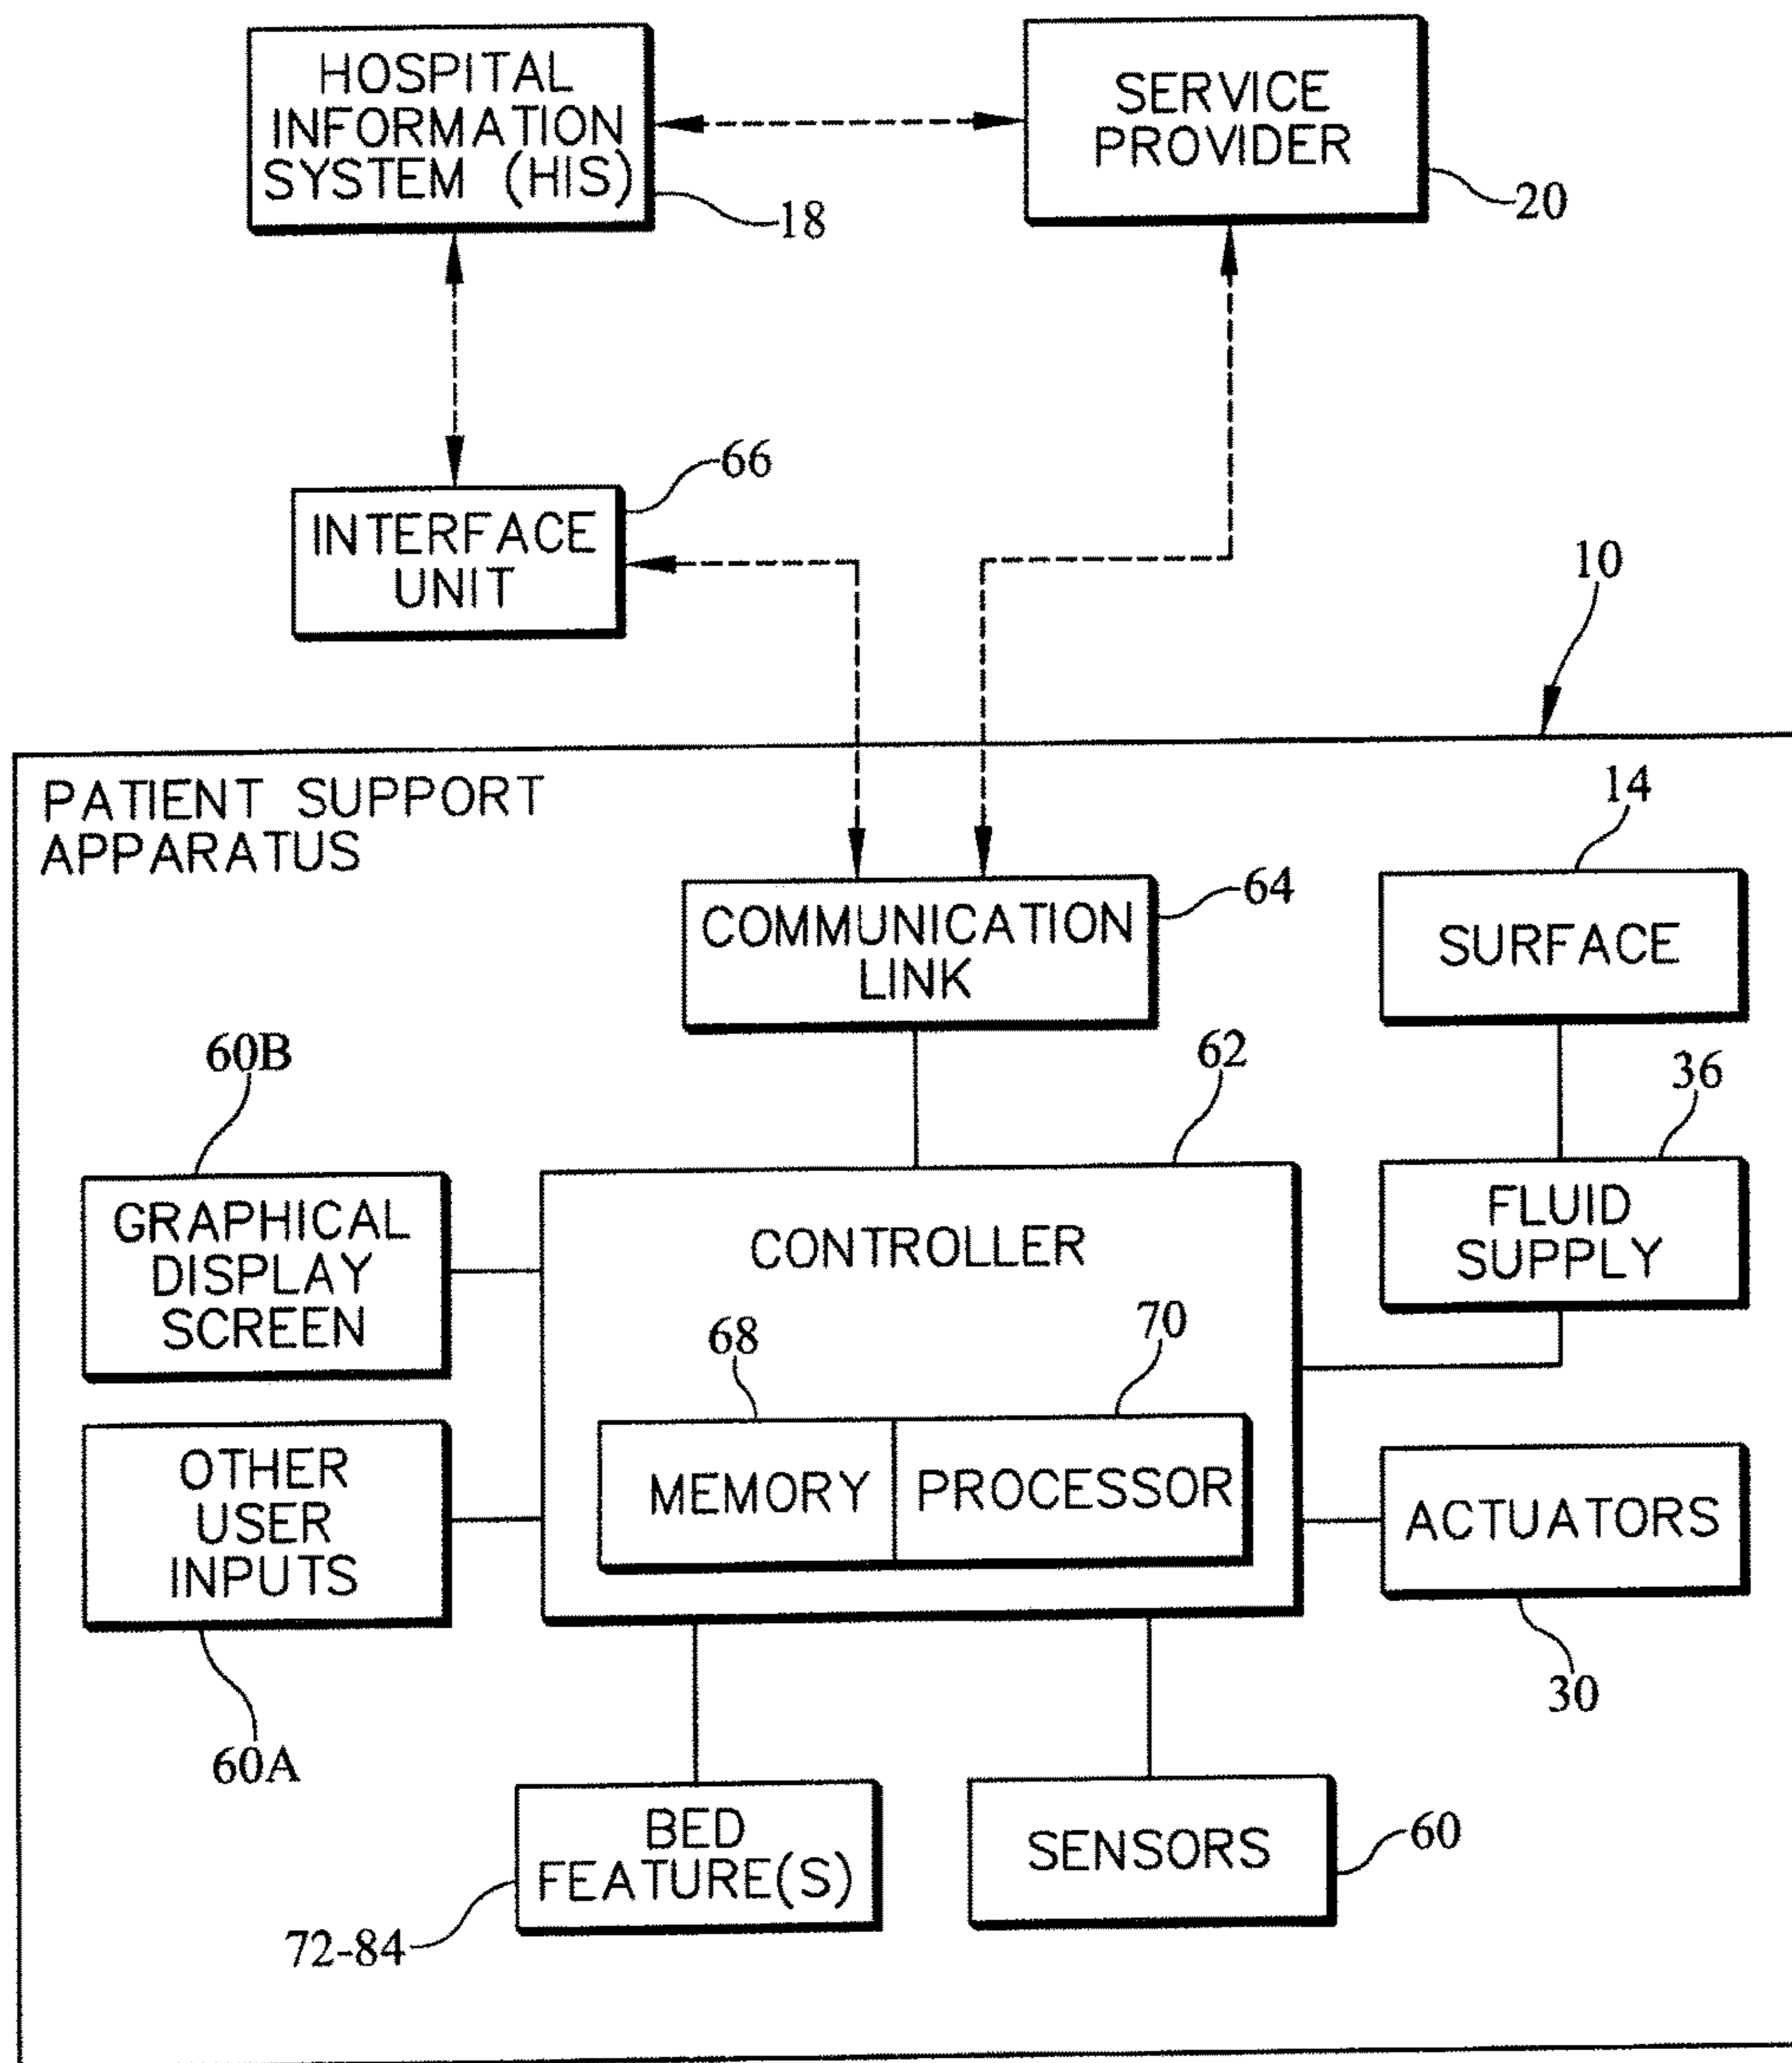 HOSPITAL
INFORMATION
SYSTEM (HIS)
18
SERVICE
PROVIDER
20
66
INTERFACE
UNIT
10
PATIENT SUPPORT
APPARATUS
14
64
COMMUNICATION
LINK
SURFACE
60B
62
36
GRAPHICAL
DISPLAY
SCREEN
CONTROLLER
FLUID
SUPPLY
68
70
OTHER
USER
INPUTS
MEMORY
PROCESSOR
ACTUATORS
30
60A
BED
FEATURE(S)
72-84
SENSORS
60